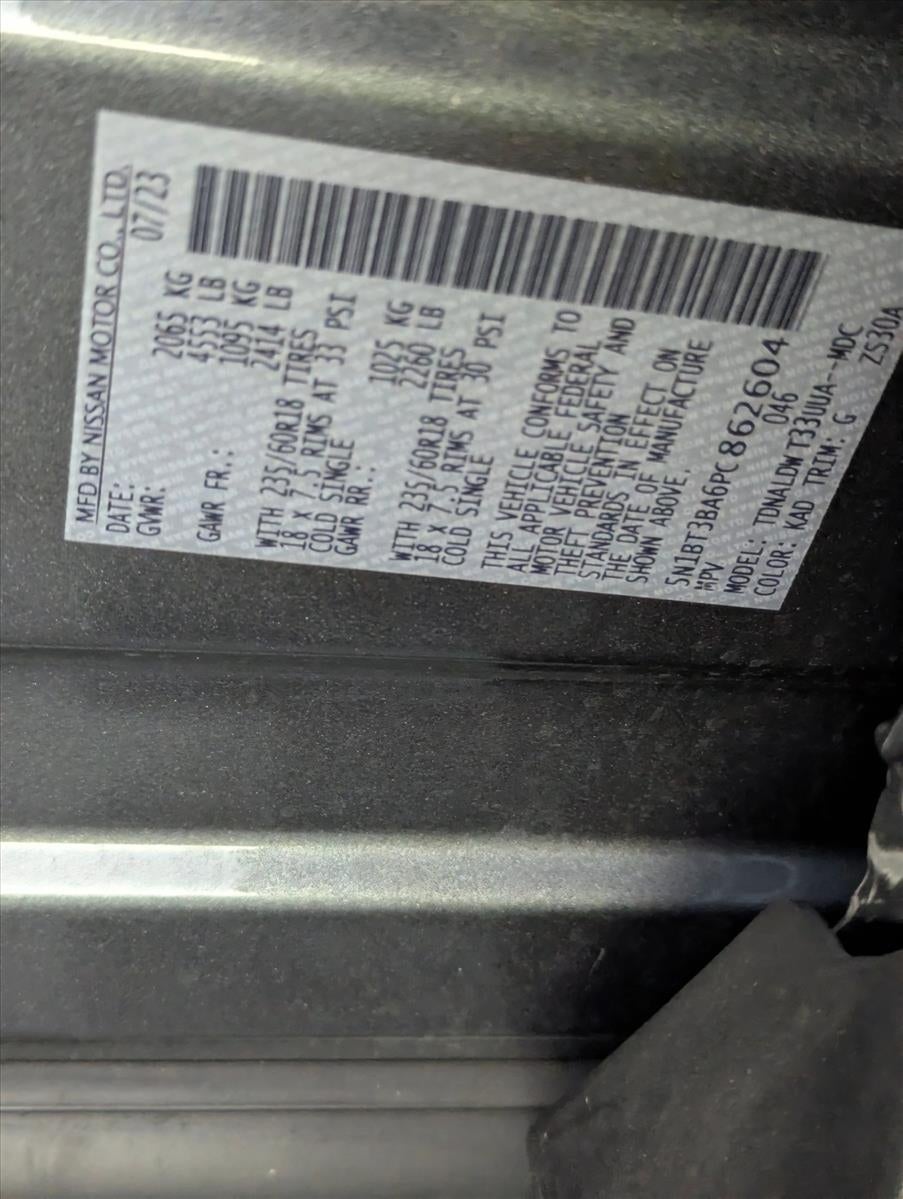 MFD BY NISSAN MOTOR CO., LTD.
DATE: 07/23
GVWR: 2065 KG
4553 LB
GAWR FR.: 1095 KG
2414 LB
WITH 235/60R18 TIRES
18 X 7.5 RIMS AT 33 PSI
COLD SINGLE
GAWR RR.: 1025 KG
2260 LB
WITH 235/60R18 TIRES
18 X 7.5 RIMS AT 30 PSI
COLD SINGLE
THIS VEHICLE CONFORMS TO
ALL APPLICABLE FEDERAL
MOTOR VEHICLE SAFETY AND
THEFT PREVENTION
STANDARDS IN EFFECT ON
THE DATE OF MANUFACTURE
SHOWN ABOVE.
5N1BT3BA6PC862604
MPV 046
MODEL: TDNALDWT33UUA--MDC
COLOR: KAD TRIM: G
ZS30A